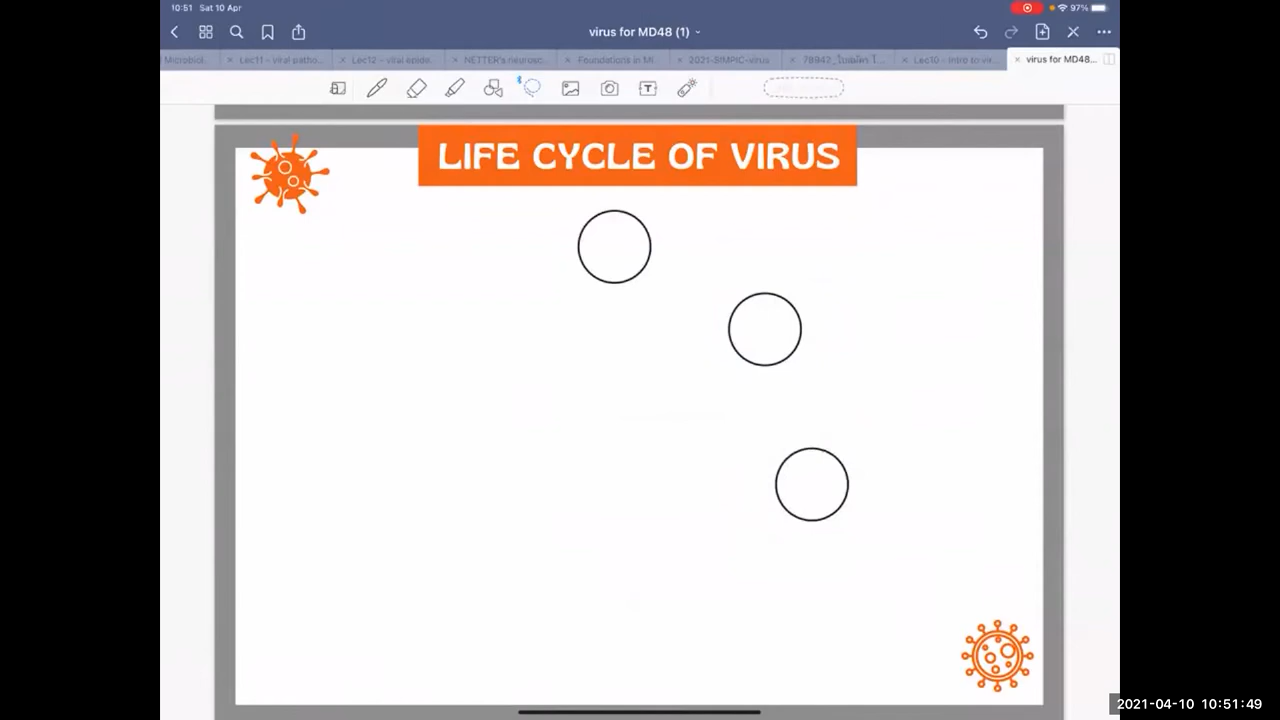 10:51 Sat 10 Apr
97%
virus for MD48 (1)
Microbiol.
Lec11 - viral patho...
Lec12 - viral epide...
NETTER's neurosc...
Foundations in Mi...
2021-SIMPIC-virus
Lec10 - Intro to vir...
virus for MD48...
LIFE CYCLE OF VIRUS
2021-04-10 10:51:49